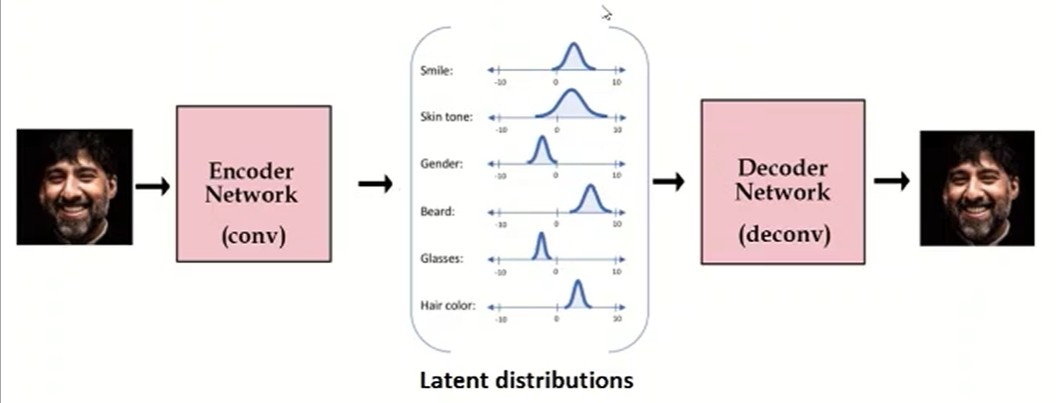 Smile:
-10 0 10
Skin tone:
-10 0 10
Gender:
-10 0 10
Beard:
-10 0 10
Glasses:
-10 0 10
Hair color:
-10 0 10
Encoder
Network
(conv)
Decoder
Network
(deconv)
Latent distributions